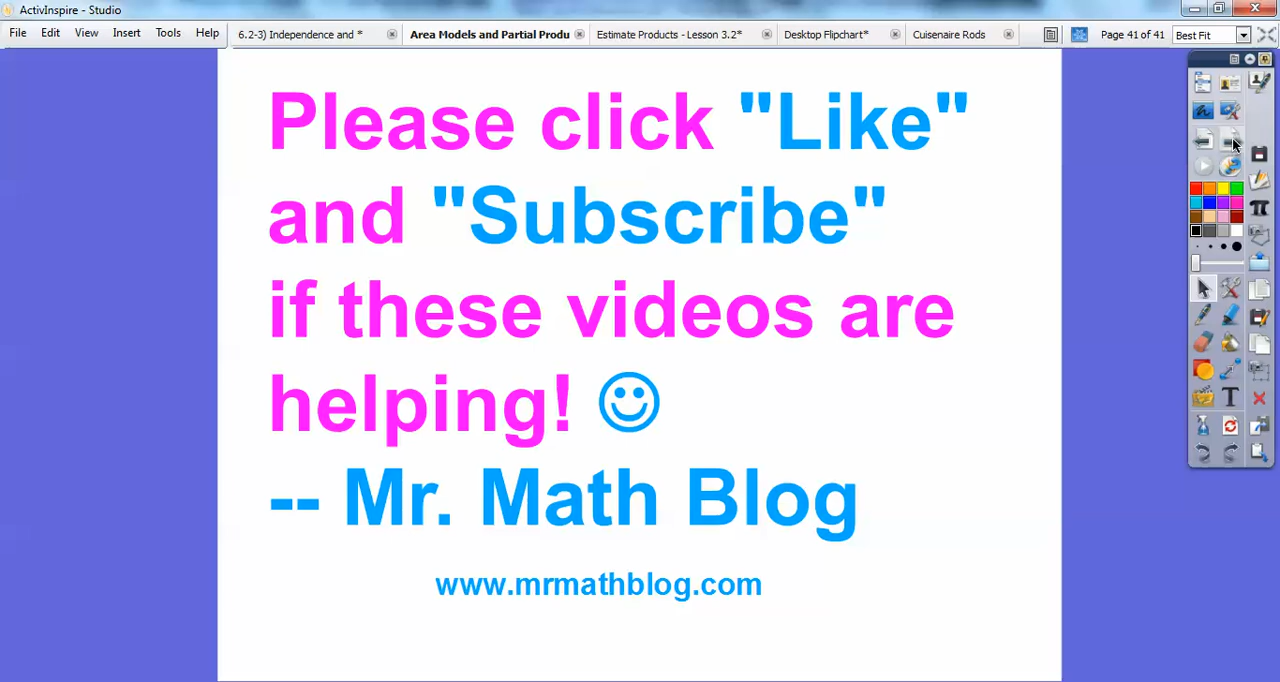 ActivInspire - Studio
File Edit View Insert Tools Help
6.2-3) Independence and * Area Models and Partial Produ Estimate Products - Lesson 3.2* Desktop Flipchart* Cuisenaire Rods Page 41 of 41 Best Fit
Please click "Like"
and "Subscribe"
if these videos are
helping! ☺
-- Mr. Math Blog
www.mrmathblog.com